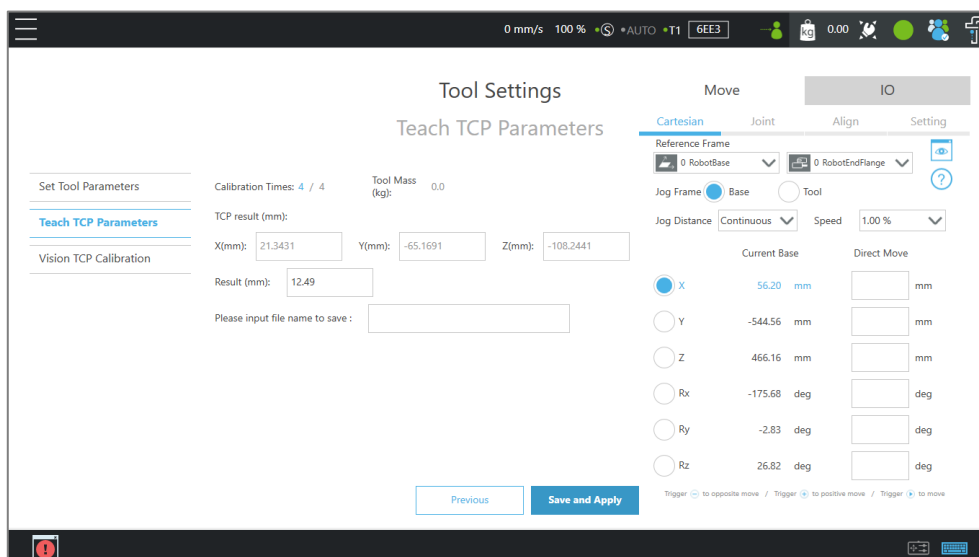 0 mm/s 100 % S AUTO T1 6EE3 kg 0.00
Tool Settings
Teach TCP Parameters
Set Tool Parameters
Teach TCP Parameters
Vision TCP Calibration
Calibration Times: 4 / 4
Tool Mass
(kg):
0.0
TCP result (mm):
X(mm): 21.3431 Y(mm): -65.1691 Z(mm): -108.2441
Result (mm): 12.49
Please input file name to save :
Previous Save and Apply
Move IO
Cartesian Joint Align Setting
Reference Frame
0 RobotBase 0 RobotEndFlange
?
Jog Frame Base Tool
Jog Distance Continuous Speed 1.00 %
Current Base Direct Move
X 56.20 mm mm
Y -544.56 mm mm
Z 466.16 mm mm
Rx -175.68 deg deg
Ry -2.83 deg deg
Rz 26.82 deg deg
Trigger − to opposite move / Trigger + to positive move / Trigger to move